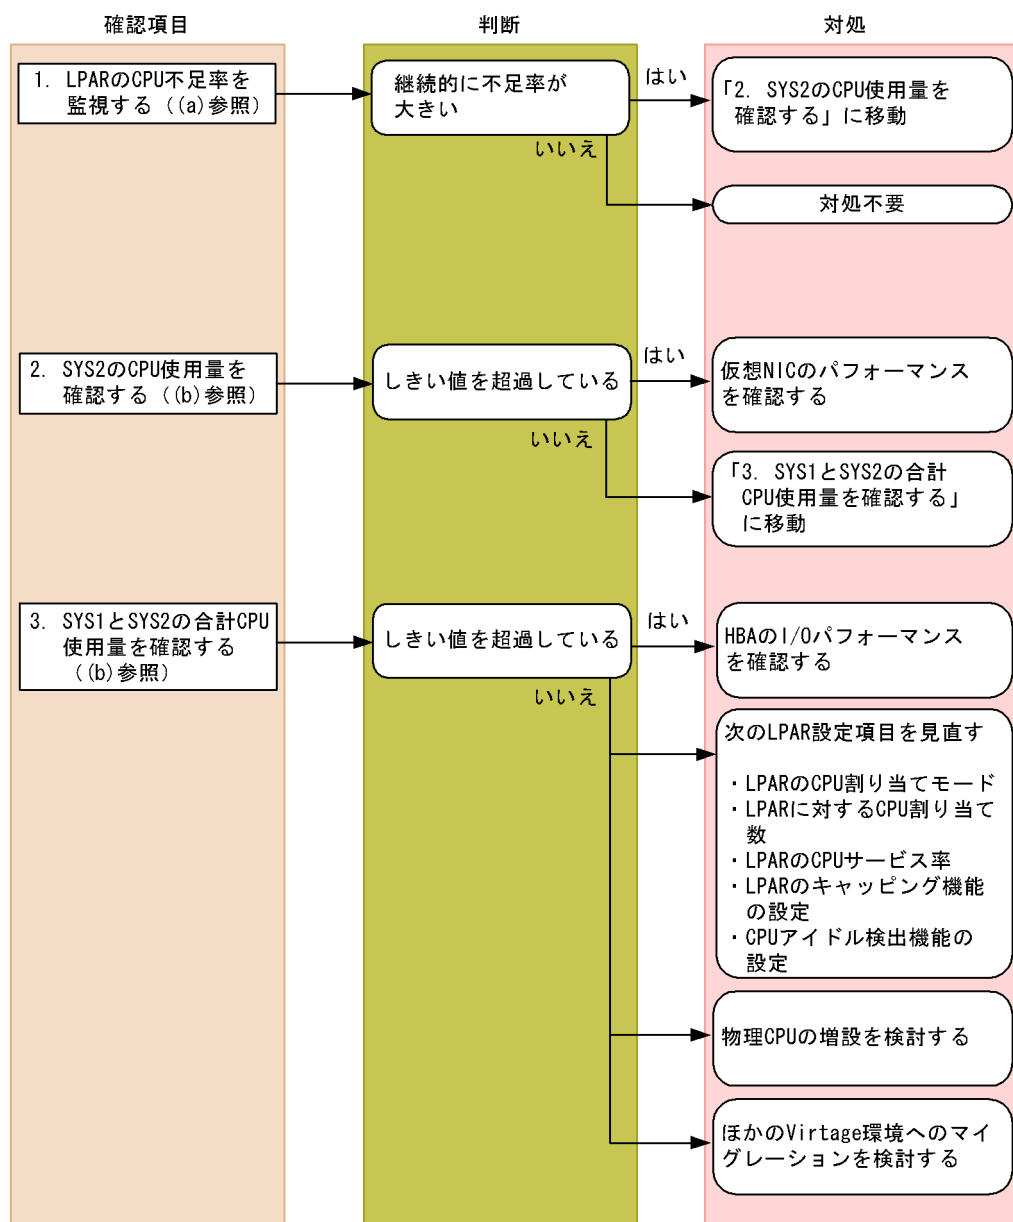 確認項目
判断
対処
1. LPARのCPU不足率を
監視する((a)参照)
継続的に不足率が
大きい
はい
「2. SYS2のCPU使用量を
確認する」に移動
いいえ
対処不要
2. SYS2のCPU使用量を
確認する((b)参照)
しきい値を超過している
はい
仮想NICのパフォーマンス
を確認する
いいえ
「3. SYS1とSYS2の合計
CPU使用量を確認する」
に移動
3. SYS1とSYS2の合計CPU
使用量を確認する
((b)参照)
しきい値を超過している
はい
HBAのI/Oパフォーマンス
を確認する
いいえ
次のLPAR設定項目を見直す
・LPARのCPU割り当てモード
・LPARに対するCPU割り当て
数
・LPARのCPUサービス率
・LPARのキャッピング機能
の設定
・CPUアイドル検出機能の
設定
物理CPUの増設を検討する
ほかのVirtage環境へのマイ
グレーションを検討する